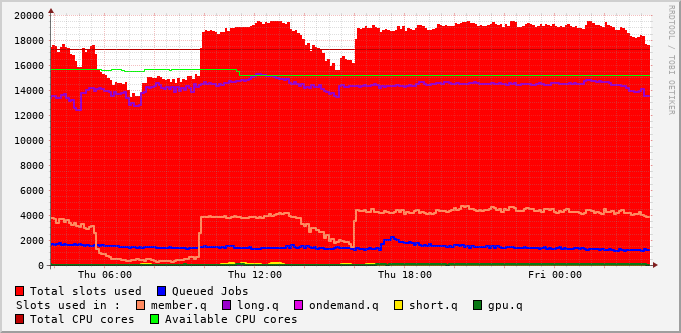 20000
18000
16000
14000
12000
10000
8000
6000
4000
2000
0
Thu 06:00 Thu 12:00 Thu 18:00 Fri 00:00
RRDTOOL / TOBI OETIKER
Total slots used Queued Jobs
Slots used in : member.q long.q ondemand.q short.q gpu.q
Total CPU cores Available CPU cores